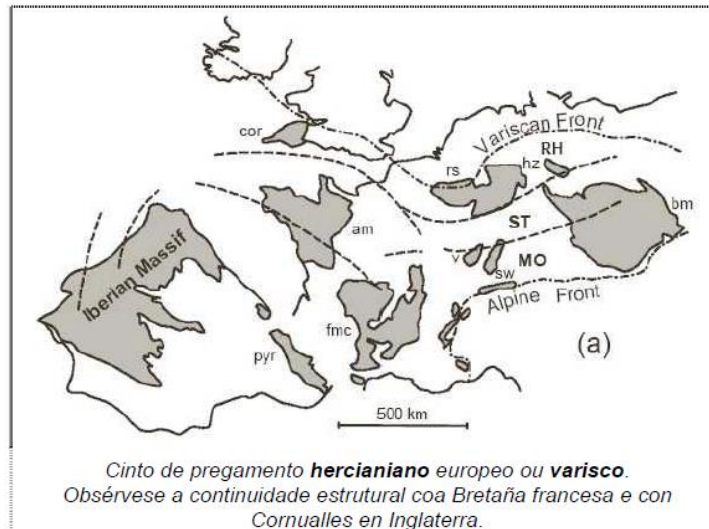 cor
Variscan Front
RH
rs
hz
bm
am
ST
Iberian Massif
v
sw
MO
Alpine Front
pyr
fmc
(a)
500 km
Cinto de pregamento hercianiano europeo ou varisco.
Obsérvese a continuidade estrutural coa Bretaña francesa e con
Cornualles en Inglaterra.